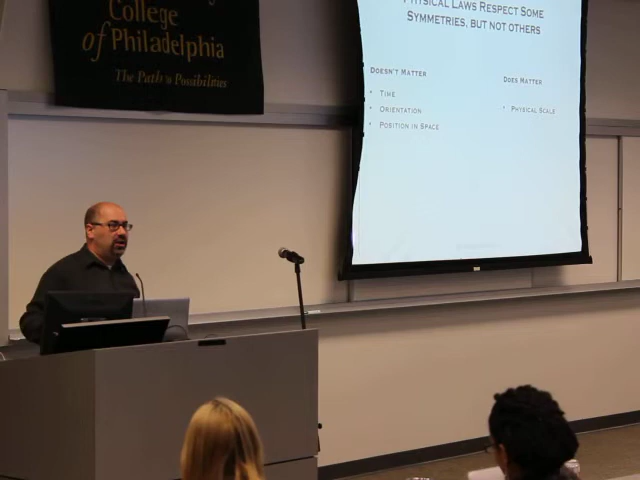 College
of Philadelphia
The Path to Possibilities
Physical Laws Respect Some
Symmetries, but not others
Doesn't Matter
• Time
• Orientation
• Position in Space
Does Matter
• Physical Scale